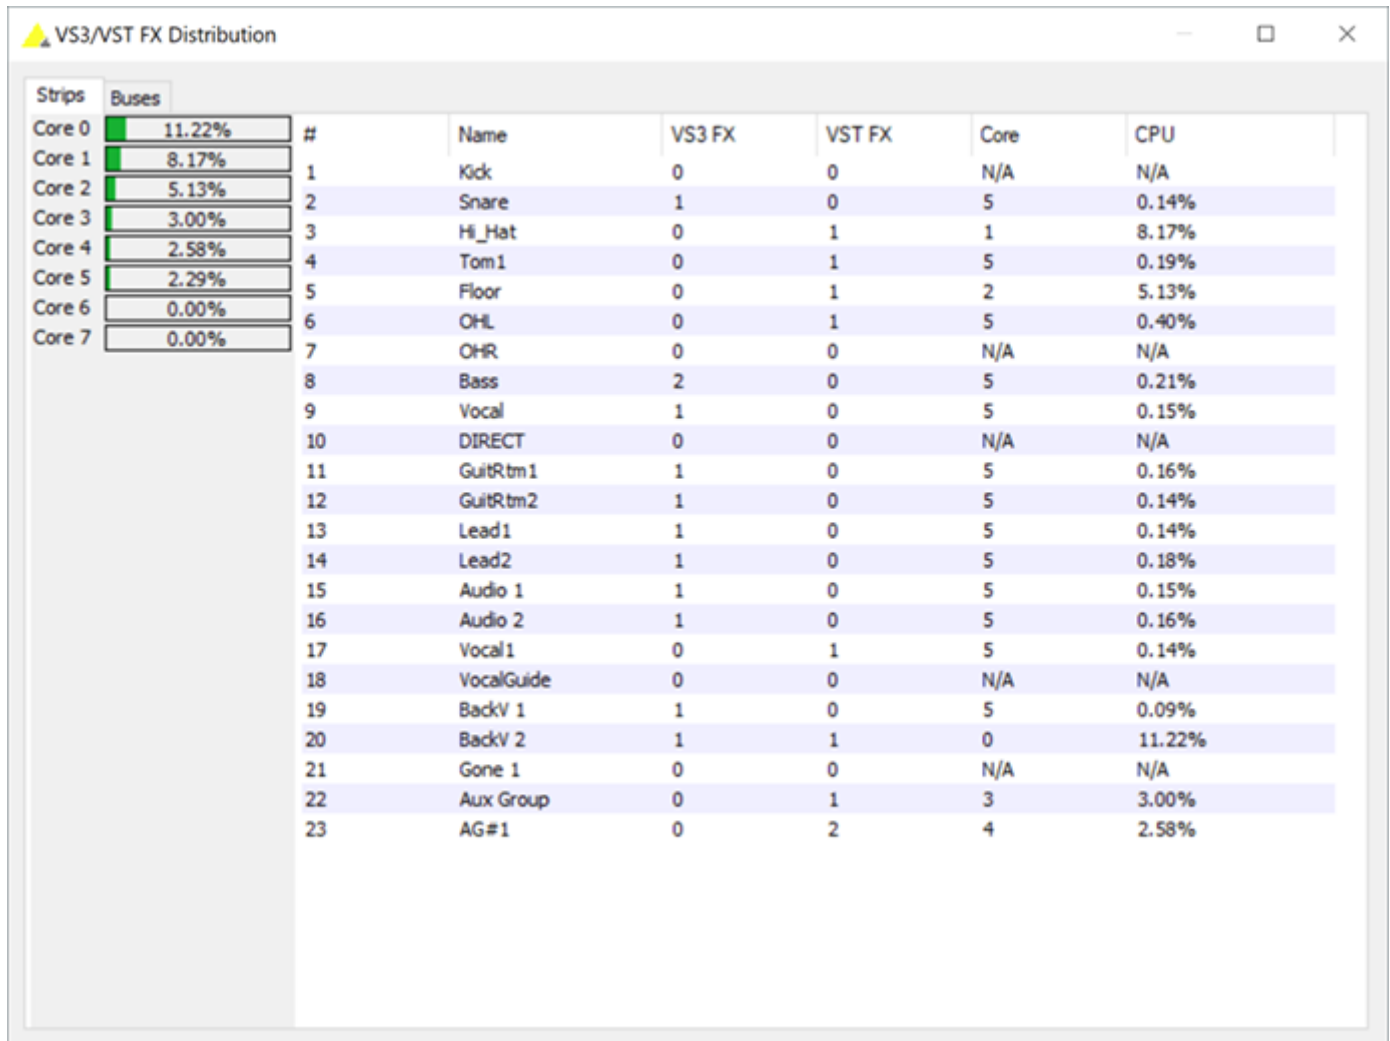 VS3/VST FX Distribution
Strips Buses
Core 0 11.22%
Core 1 8.17%
Core 2 5.13%
Core 3 3.00%
Core 4 2.58%
Core 5 2.29%
Core 6 0.00%
Core 7 0.00%
# Name VS3 FX VST FX Core CPU
1 Kick 0 0 N/A N/A
2 Snare 1 0 5 0.14%
3 Hi_Hat 0 1 1 8.17%
4 Tom1 0 1 5 0.19%
5 Floor 0 1 2 5.13%
6 OHL 0 1 5 0.40%
7 OHR 0 0 N/A N/A
8 Bass 2 0 5 0.21%
9 Vocal 1 0 5 0.15%
10 DIRECT 0 0 N/A N/A
11 GuitRtm1 1 0 5 0.16%
12 GuitRtm2 1 0 5 0.14%
13 Lead1 1 0 5 0.14%
14 Lead2 1 0 5 0.18%
15 Audio 1 1 0 5 0.15%
16 Audio 2 1 0 5 0.16%
17 Vocal1 0 1 5 0.14%
18 VocalGuide 0 0 N/A N/A
19 BackV 1 1 0 5 0.09%
20 BackV 2 1 1 0 11.22%
21 Gone 1 0 0 N/A N/A
22 Aux Group 0 1 3 3.00%
23 AG#1 0 2 4 2.58%